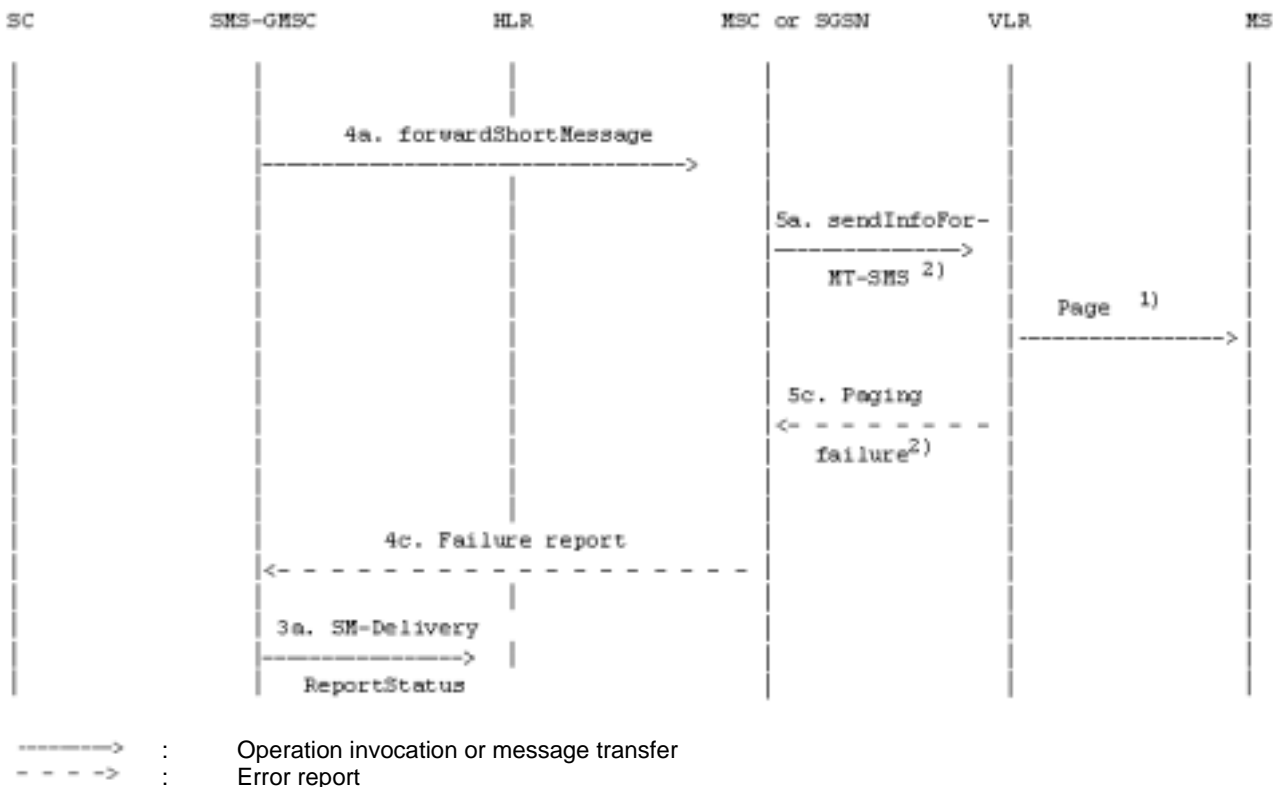 SC SMS-GMSC HLR MSC or SGSN VLR MS
4a. forwardShortMessage
5a. sendInfoFor-
MT-SMS 2)
Page 1)
5c. Paging
failure2)
4c. Failure report
3a. SM-Delivery
ReportStatus
: Operation invocation or message transfer
: Error report